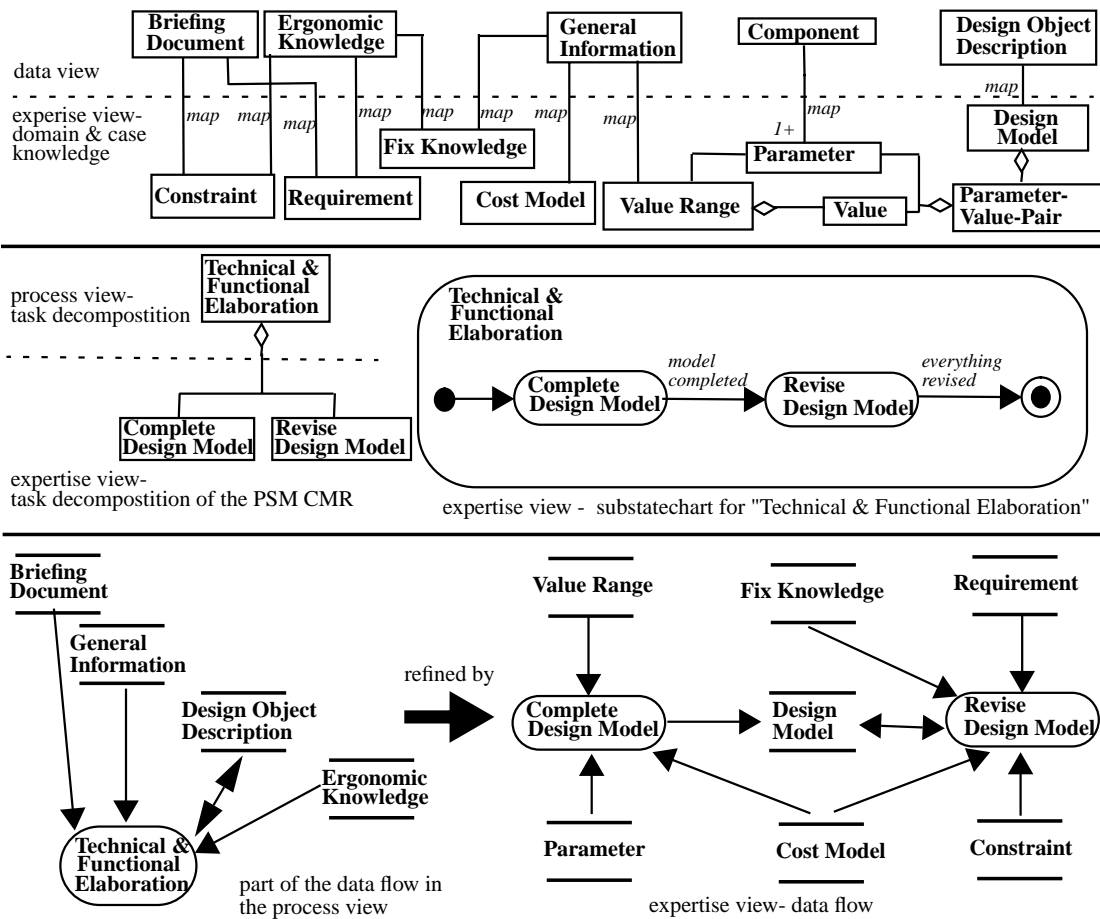 Briefing
Document
Ergonomic
Knowledge
General
Information
Component
Design Object
Description
data view
experise view-
domain & case
knowledge
map
map
map
map
map
map
map
map
map
map
1+
Constraint
Requirement
Fix Knowledge
Cost Model
Value Range
Parameter
Value
Design
Model
Parameter-
Value-Pair
process view-
task decompostition
Technical &
Functional
Elaboration
Complete
Design Model
Revise
Design Model
expertise view-
task decompostition of the PSM CMR
Technical &
Functional
Elaboration
Complete
Design Model
model
completed
Revise
Design Model
everything
revised
expertise view -  substatechart for "Technical & Functional Elaboration"
Briefing
Document
General
Information
Design Object
Description
Ergonomic
Knowledge
Technical &
Functional
Elaboration
part of the data flow in
the process view
refined by
Value Range
Fix Knowledge
Requirement
Complete
Design Model
Design
Model
Revise
Design Model
Parameter
Cost Model
Constraint
expertise view- data flow